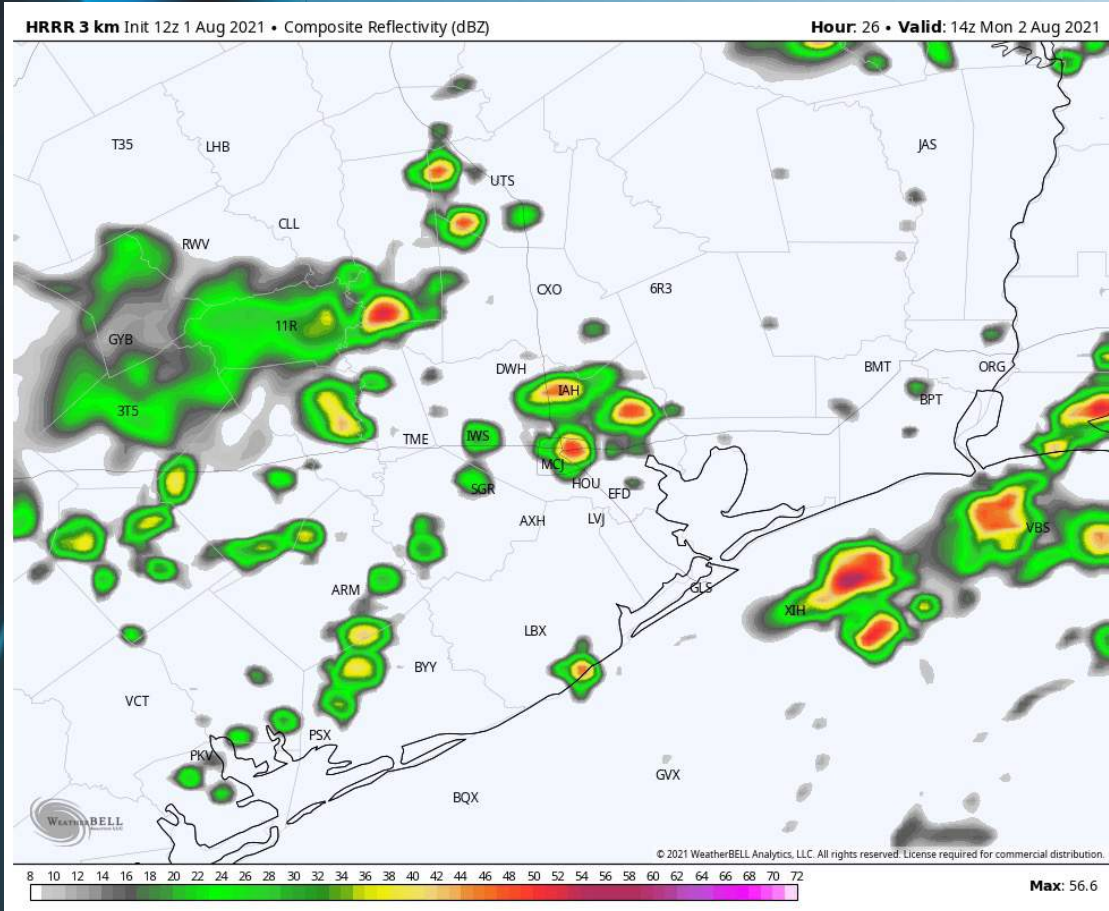 HRRR 3 km Init 12z 1 Aug 2021 • Composite Reflectivity (dBZ) Hour: 26 • Valid: 14z Mon 2 Aug 2021
T35 LHB JAS
UTS
CLL
RWV
CXO 6R3
11R
GYB
DWH BMT ORG
IAH
BPT
3T5
TME IWS
MCJ
HOU
SGR EFD
AXH LVJ
VBS
ARM GLS
XIH
LBX
BYY
VCT
PSX
PKV
GVX
BQX
WEATHERBELL
Analytics LLC
© 2021 WeatherBELL Analytics, LLC. All rights reserved. License required for commercial distribution.
8 10 12 14 16 18 20 22 24 26 28 30 32 34 36 38 40 42 44 46 48 50 52 54 56 58 60 62 64 66 68 70 72
Max: 56.6